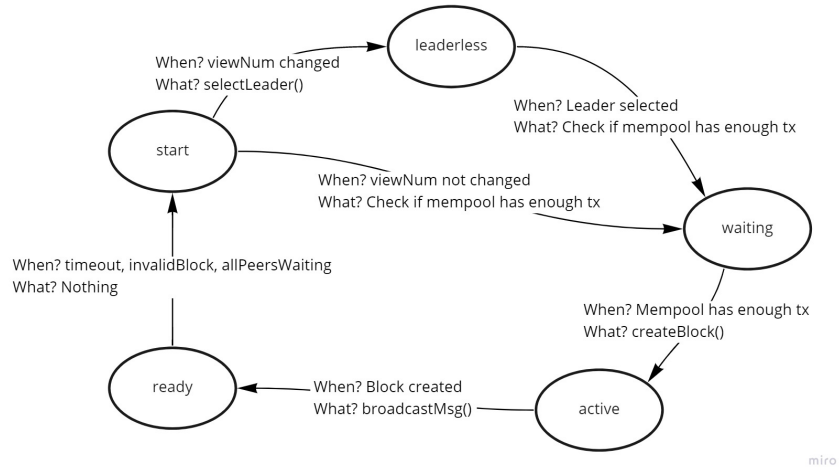 leaderless
When? viewNum changed
What? selectLeader()
When? Leader selected
What? Check if mempool has enough tx
start
When? viewNum not changed
What? Check if mempool has enough tx
waiting
When? timeout, invalidBlock, allPeersWaiting
What? Nothing
When? Mempool has enough tx
What? createBlock()
ready
When? Block created
What? broadcastMsg()
active
miro